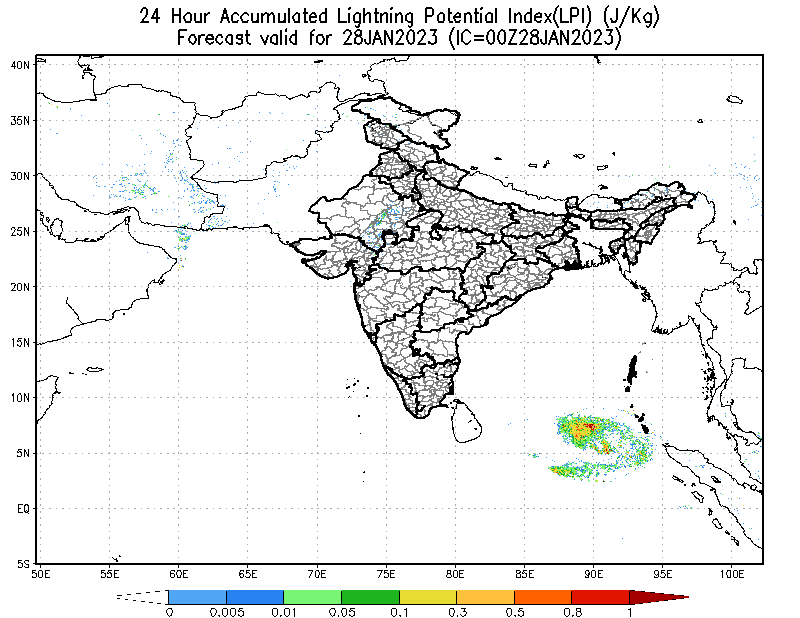 24 Hour Accumulated Lightning Potential Index(LPI) (J/Kg)
Forecast valid for 28JAN2023 (IC=00Z28JAN2023)
40N
35N
30N
25N
20N
15N
10N
5N
EQ
5S
50E 55E 60E 65E 70E 75E 80E 85E 90E 95E 100E
0 0.005 0.01 0.05 0.1 0.3 0.5 0.8 1